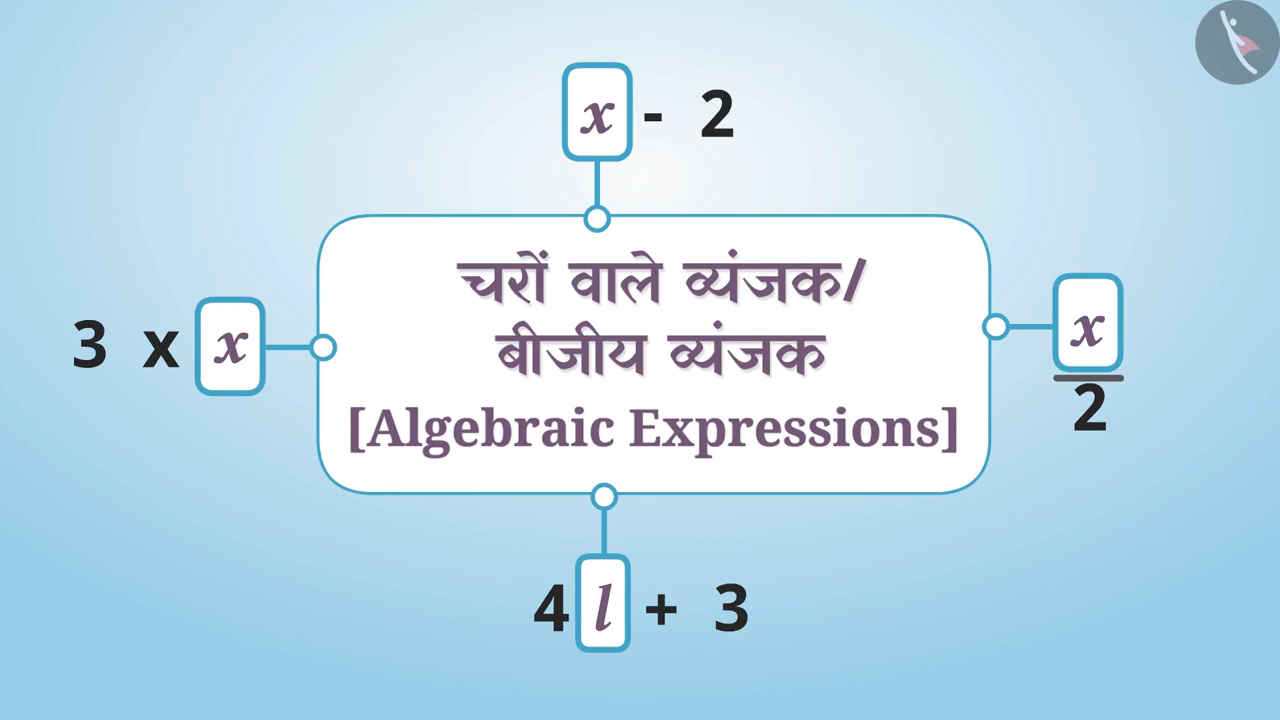 x - 2
चरों वाले व्यंजक/
बीजीय व्यंजक
[Algebraic Expressions]
3 x x
x
2
4 l + 3